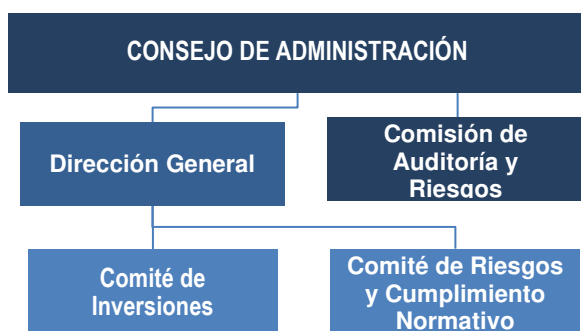 CONSEJO DE ADMINISTRACIÓN
Dirección General
Comisión de
Auditoría y
Riesgos
Comité de
Inversiones
Comité de Riesgos
y Cumplimiento
Normativo